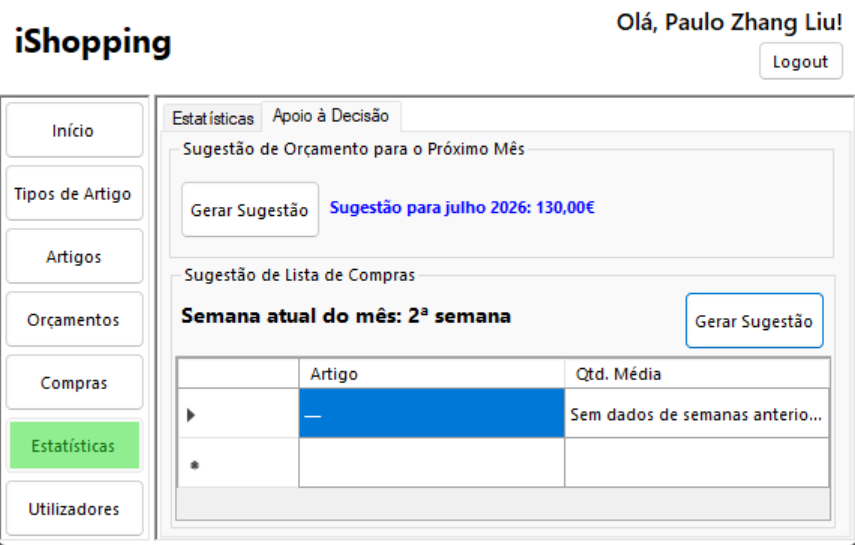 iShopping
Olá, Paulo Zhang Liu!
Logout
Início
Tipos de Artigo
Artigos
Orçamentos
Compras
Estatísticas
Utilizadores
Estatísticas
Apoio à Decisão
Sugestão de Orçamento para o Próximo Mês
Gerar Sugestão
Sugestão para julho 2026: 130,00€
Sugestão de Lista de Compras
Semana atual do mês: 2ª semana
Gerar Sugestão
Artigo
Qtd. Média
—
Sem dados de semanas anterio...